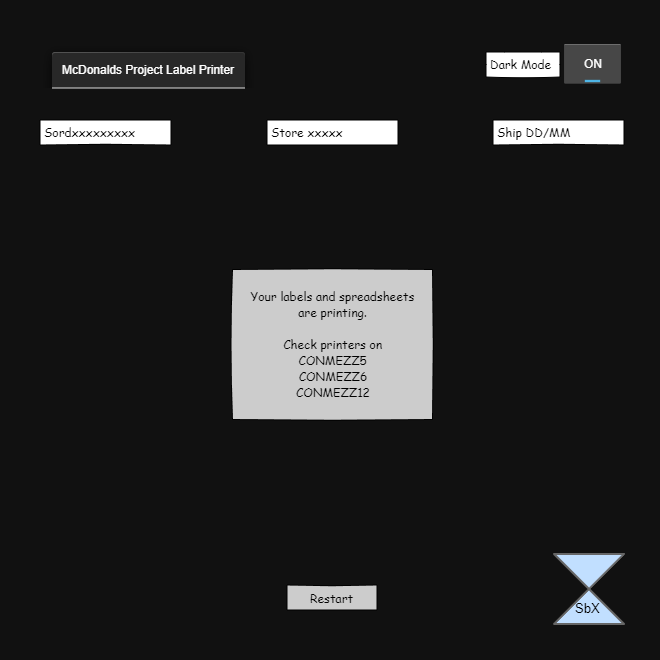 McDonalds Project Label Printer
Dark Mode
ON
Sordxxxxxxxxx
Store xxxxx
Ship DD/MM
Your labels and spreadsheets
are printing.
Check printers on
CONMEZZ5
CONMEZZ6
CONMEZZ12
Restart
SbX